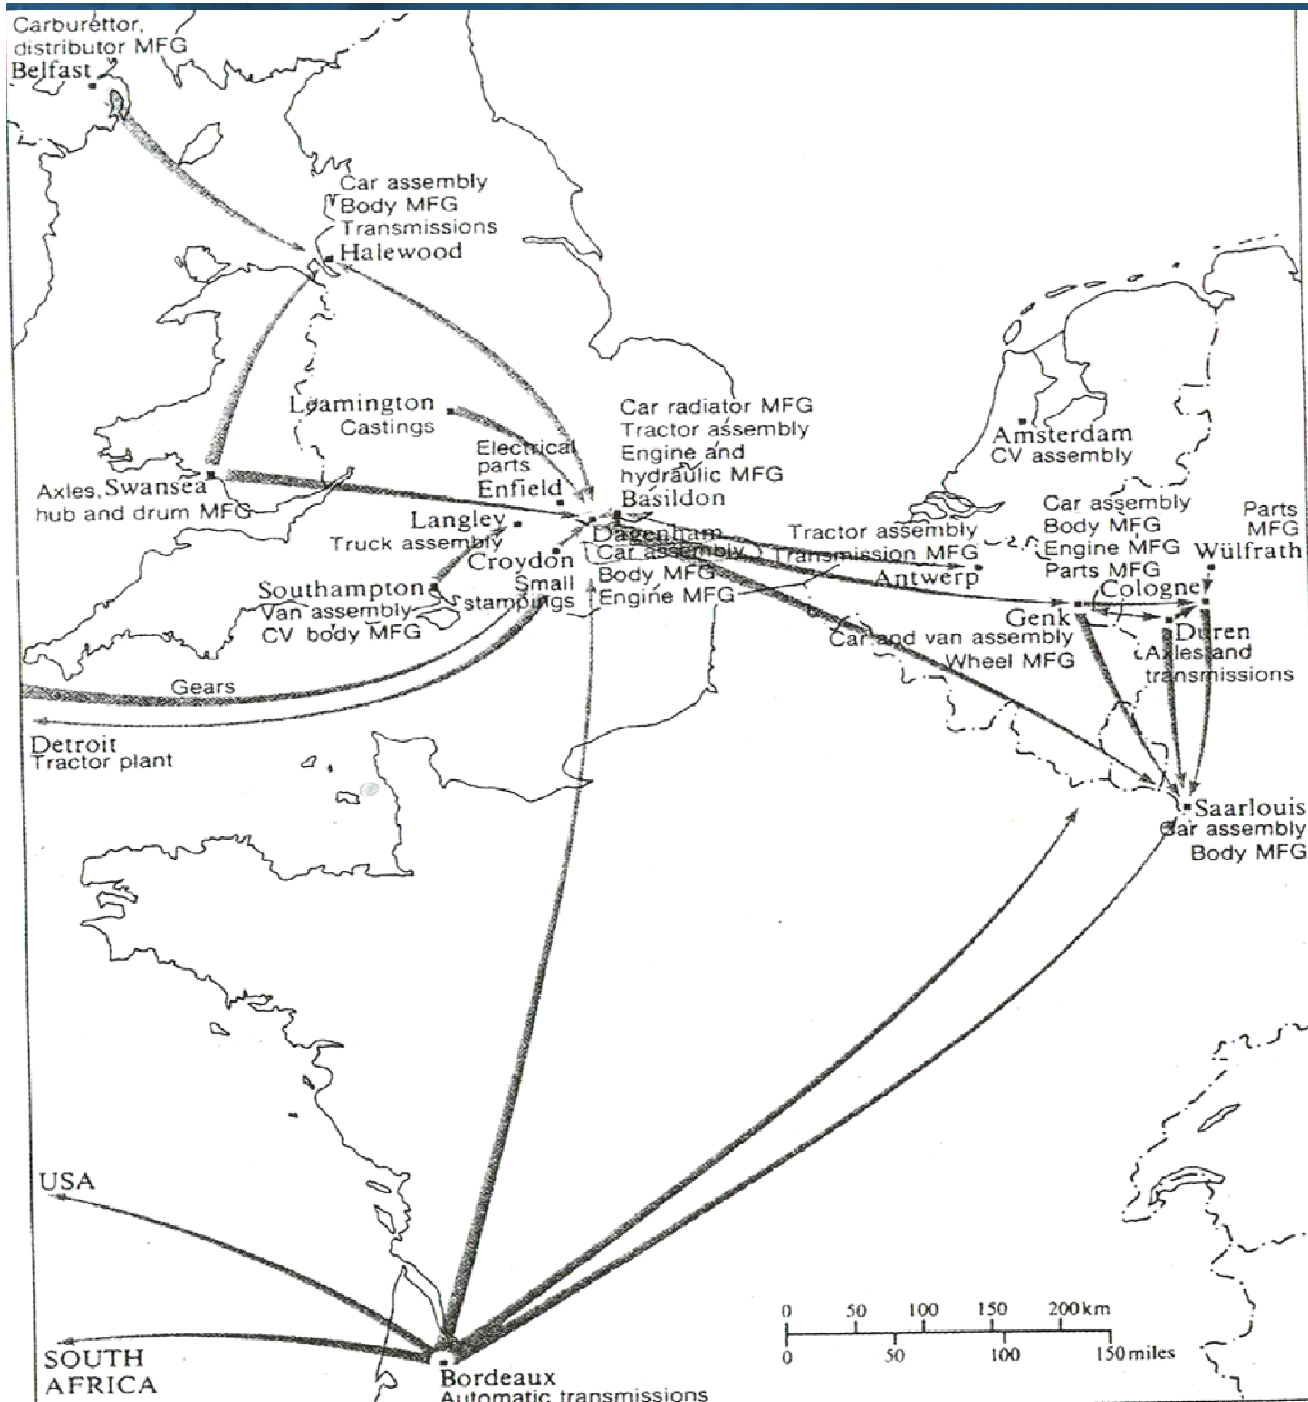 Carburettor,
distributor MFG
Belfast
Car assembly
Body MFG
Transmissions
Halewood
Leamington
Castings
Electrical
parts
Enfield
Car radiator MFG
Tractor assembly
Engine and
hydraulic MFG
Basildon
Amsterdam
CV assembly
Axles, Swansea
hub and drum MFG
Langley
Truck assembly
Croydon
Small
stampings
Southampton
Van assembly
CV body MFG
Dagenham
Car assembly
Body MFG
Engine MFG
Tractor assembly
Transmission MFG
Antwerp
Car assembly
Body MFG
Engine MFG
Parts MFG
Cologne
Parts
MFG
Wülfrath
Genk
Car and van assembly
Wheel MFG
Düren
Axles and
transmissions
Gears
Detroit
Tractor plant
Saarlouis
Car assembly
Body MFG
USA
SOUTH
AFRICA
Bordeaux
Automatic transmissions
0 50 100 150 200 km
0 50 100 150 miles